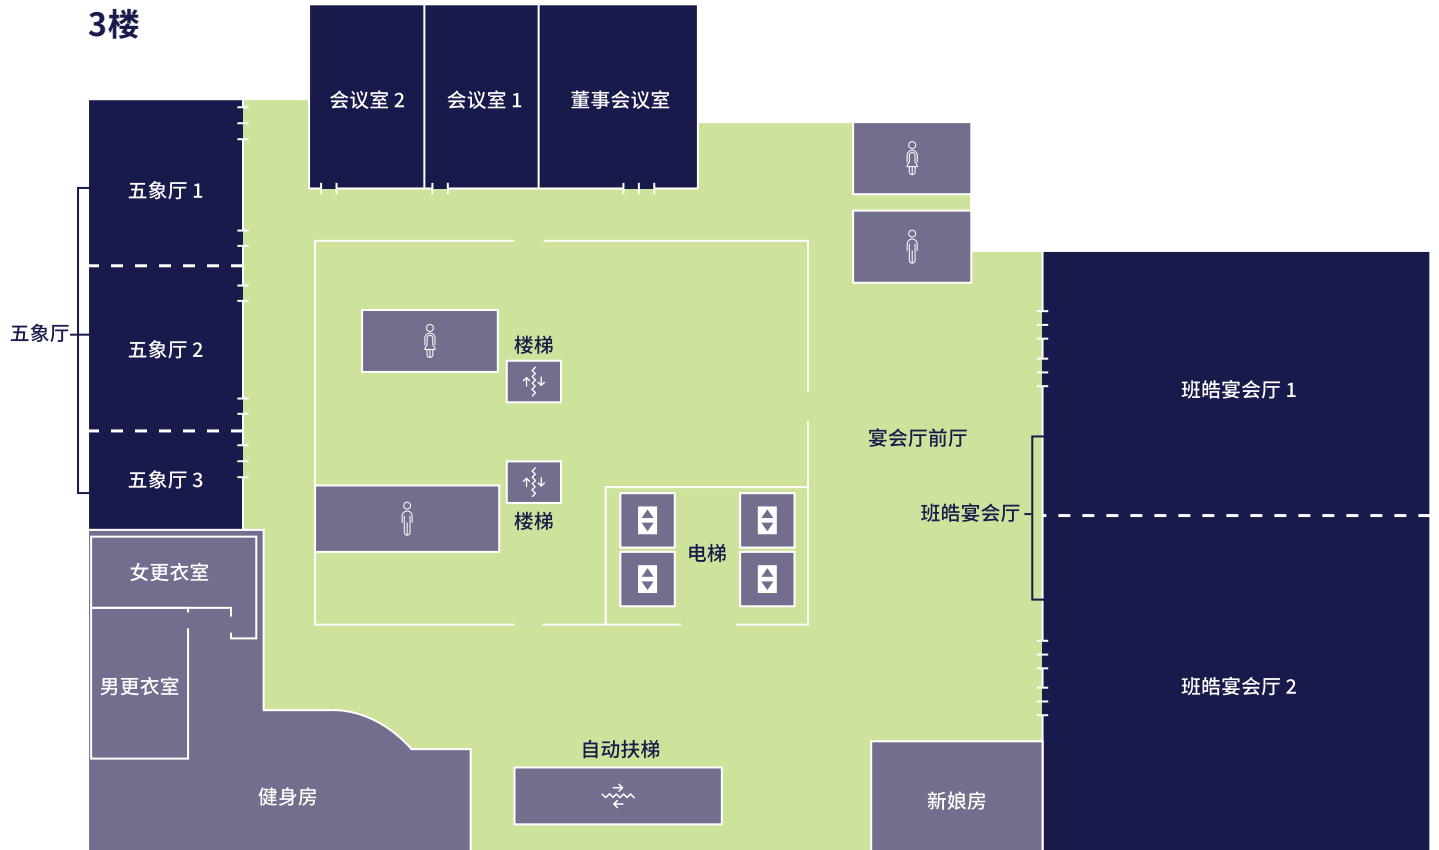 3楼
会议室 2
会议室 1
董事会议室
五象厅 1
五象厅
五象厅 2
楼梯
班皓宴会厅 1
宴会厅前厅
五象厅 3
班皓宴会厅
楼梯
电梯
女更衣室
男更衣室
班皓宴会厅 2
自动扶梯
健身房
新娘房